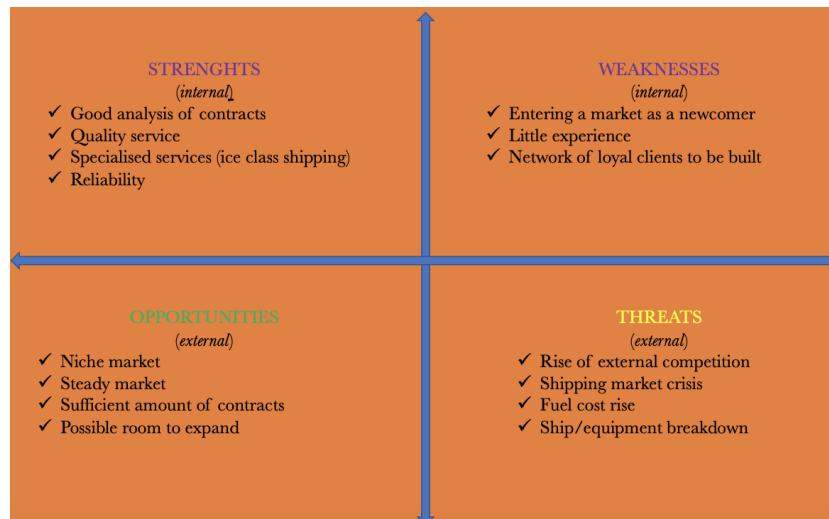 STRENGHTS
(internal)
✓ Good analysis of contracts
✓ Quality service
✓ Specialised services (ice class shipping)
✓ Reliability
WEAKNESSES
(internal)
✓ Entering a market as a newcomer
✓ Little experience
✓ Network of loyal clients to be built
OPPORTUNITIES
(external)
✓ Niche market
✓ Steady market
✓ Sufficient amount of contracts
✓ Possible room to expand
THREATS
(external)
✓ Rise of external competition
✓ Shipping market crisis
✓ Fuel cost rise
✓ Ship/equipment breakdown